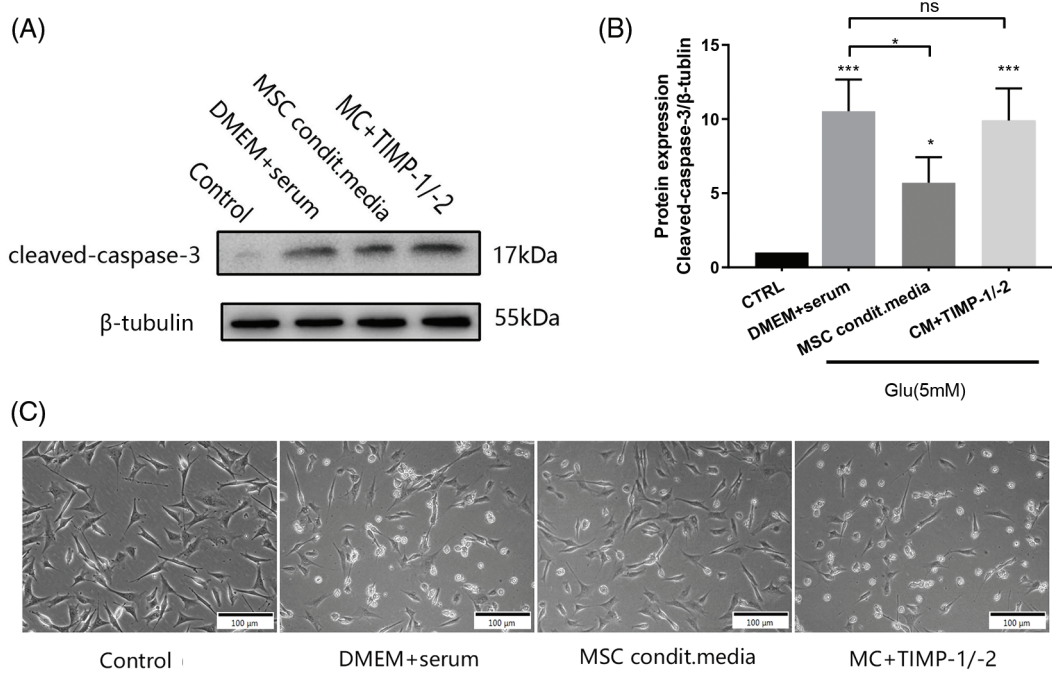 (A)
Control
DMEM+serum
MSC condit.media
MC+TIMP-1/-2
cleaved-caspase-3
17kDa
β-tubulin
55kDa
(B)
ns
*
***
*
***
Protein expression
Cleaved-caspase-3/β-tublin
15
10
5
0
CTRL
DMEM+serum
MSC condit.media
CM+TIMP-1/-2
Glu(5mM)
(C)
100 μm
100 μm
100 μm
100 μm
Control
DMEM+serum
MSC condit.media
MC+TIMP-1/-2